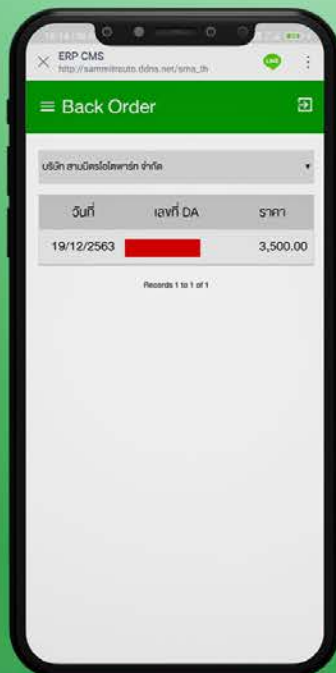 ERP CMS
http://sammitrauto.ddns.net/sma_th
LINE
Back Order
บริษัท สามมิตรโอโตพาร์ท จำกัด
วันที่ เลขที่ DA ราคา
19/12/2563 3,500.00
Records 1 to 1 of 1